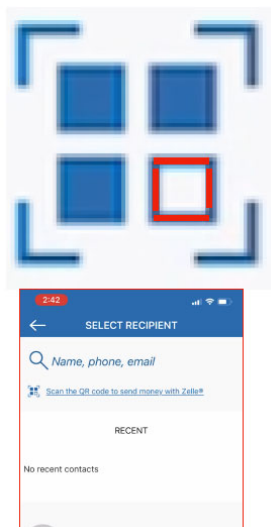 2:42
SELECT RECIPIENT
Name, phone, email
Scan the QR code to send money with Zelle®
RECENT
No recent contacts